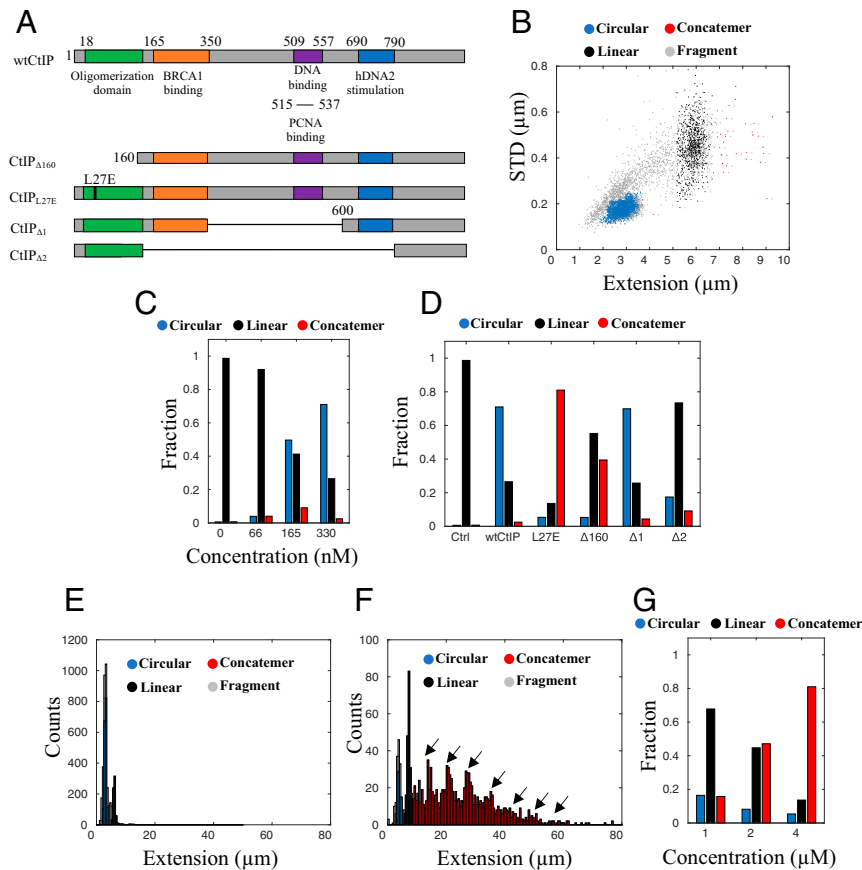 A
18 165 350 509 557 690 790
wtCtIP 1
Oligomerization domain
BRCA1 binding
DNA binding
hDNA2 stimulation
515 — 537
PCNA binding
160
CtIPΔ160
L27E
CtIPL27E
600
CtIPΔ1
CtIPΔ2
B
Circular Concatemer
Linear Fragment
STD (µm)
0.8
0.6
0.4
0.2
0
0 1 2 3 4 5 6 7 8 9 10
Extension (µm)
C
Circular Linear Concatemer
Fraction
1
0.8
0.6
0.4
0.2
0
0 66 165 330
Concentration (nM)
D
Circular Linear Concatemer
Fraction
1
0.8
0.6
0.4
0.2
0
Ctrl wtCtIP L27E Δ160 Δ1 Δ2
E
Circular Concatemer
Linear Fragment
Counts
1200
1000
800
600
400
200
0
0 20 40 60 80
Extension (µm)
F
Circular Concatemer
Linear Fragment
Counts
100
80
60
40
20
0
0 20 40 60 80
Extension (µm)
G
Circular Linear Concatemer
Fraction
1
0.8
0.6
0.4
0.2
0
1 2 4
Concentration (µM)